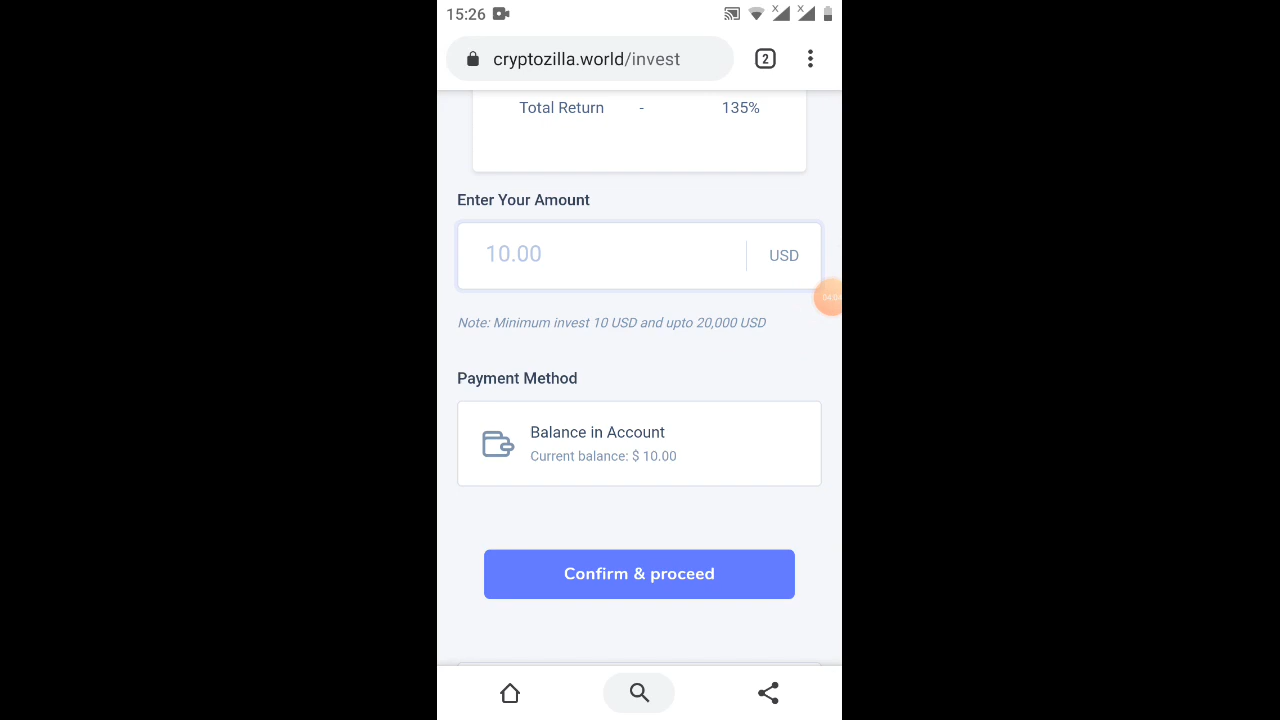 15:26
cryptozilla.world/invest
2
Total Return - 135%
Enter Your Amount
10.00 USD
Note: Minimum invest 10 USD and upto 20,000 USD
Payment Method
Balance in Account
Current balance: $ 10.00
Confirm & proceed